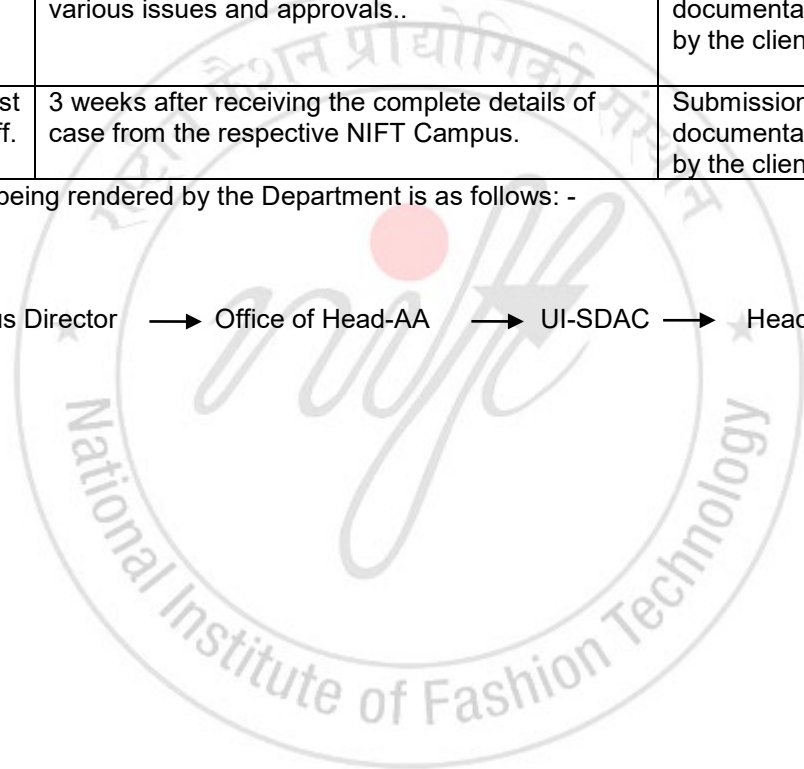 various issues and approvals..
documenta
by the clien
st
3 weeks after receiving the complete details of
Submission
ff.
case from the respective NIFT Campus.
documenta
by the clien
being rendered by the Department is as follows: -
us Director → Office of Head-AA → UI-SDAC → Head
राष्ट्रीय फैशन प्रौद्योगिकी संस्थान
nift
National Institute of Fashion Technology